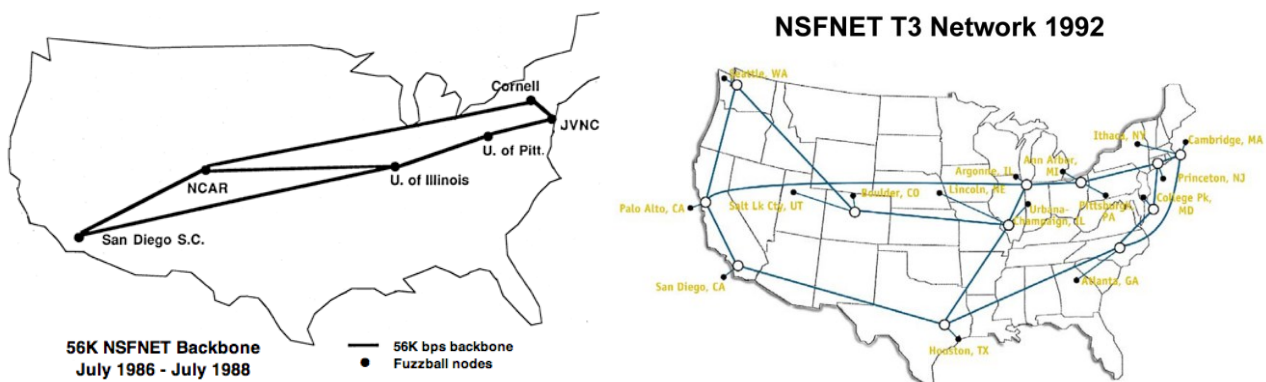 Cornell
JVNC
U. of Pitt.
NCAR
U. of Illinois
San Diego S.C.
56K NSFNET Backbone
July 1986 - July 1988
56K bps backbone
Fuzzball nodes
NSFNET T3 Network 1992
Seattle, WA
Ithaca, NY
Cambridge, MA
Ann Arbor,
MI
Argonne, IL
Princeton, NJ
Salt Lk Cty, UT
Boulder, CO
Lincoln, NE
Pittsburgh,
PA
College Pk,
MD
Palo Alto, CA
Urbana-
Champaign, IL
San Diego, CA
Atlanta, GA
Houston, TX